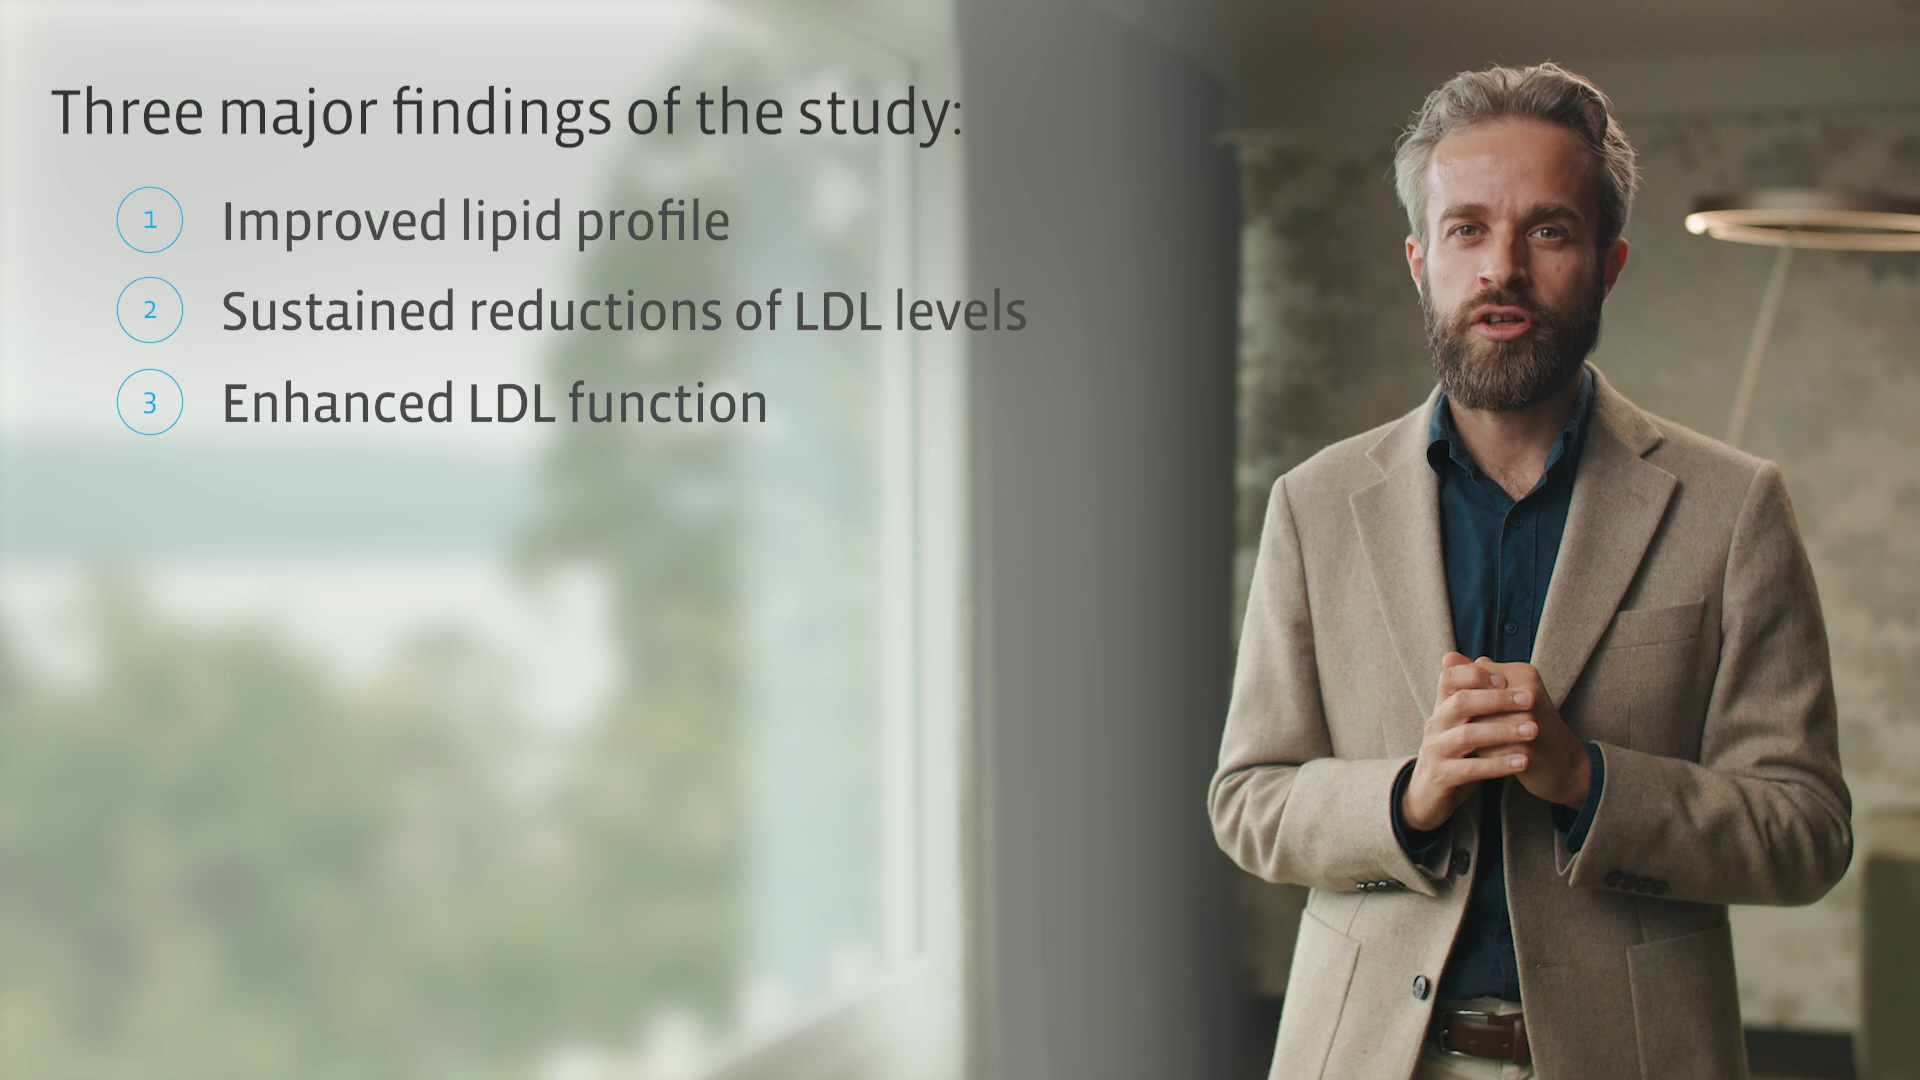 Three major findings of the study:
1 Improved lipid profile
2 Sustained reductions of LDL levels
3 Enhanced LDL function